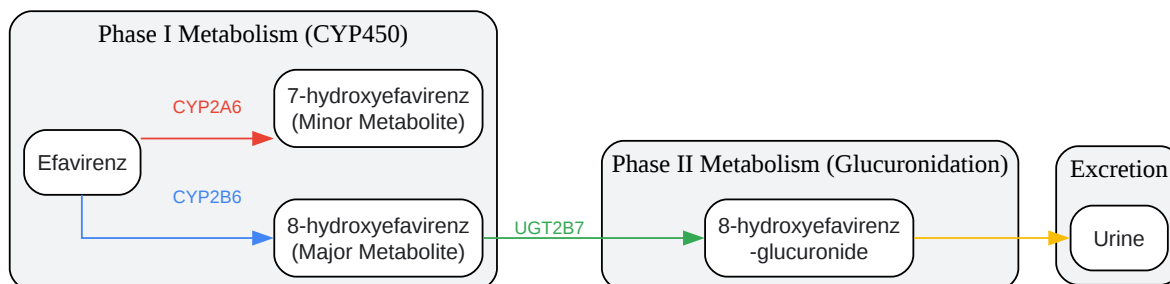 Phase I Metabolism (CYP450)
Efavirenz
CYP2A6
7-hydroxyefavirenz
(Minor Metabolite)
CYP2B6
8-hydroxyefavirenz
(Major Metabolite)
UGT2B7
Phase II Metabolism (Glucuronidation)
8-hydroxyefavirenz
-glucuronide
Excretion
Urine